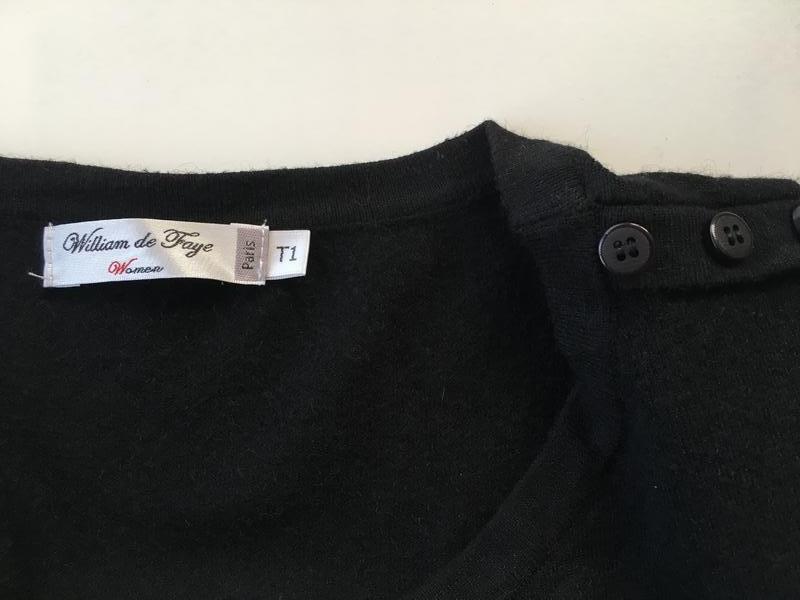 William de Faye
Women
Paris
T1